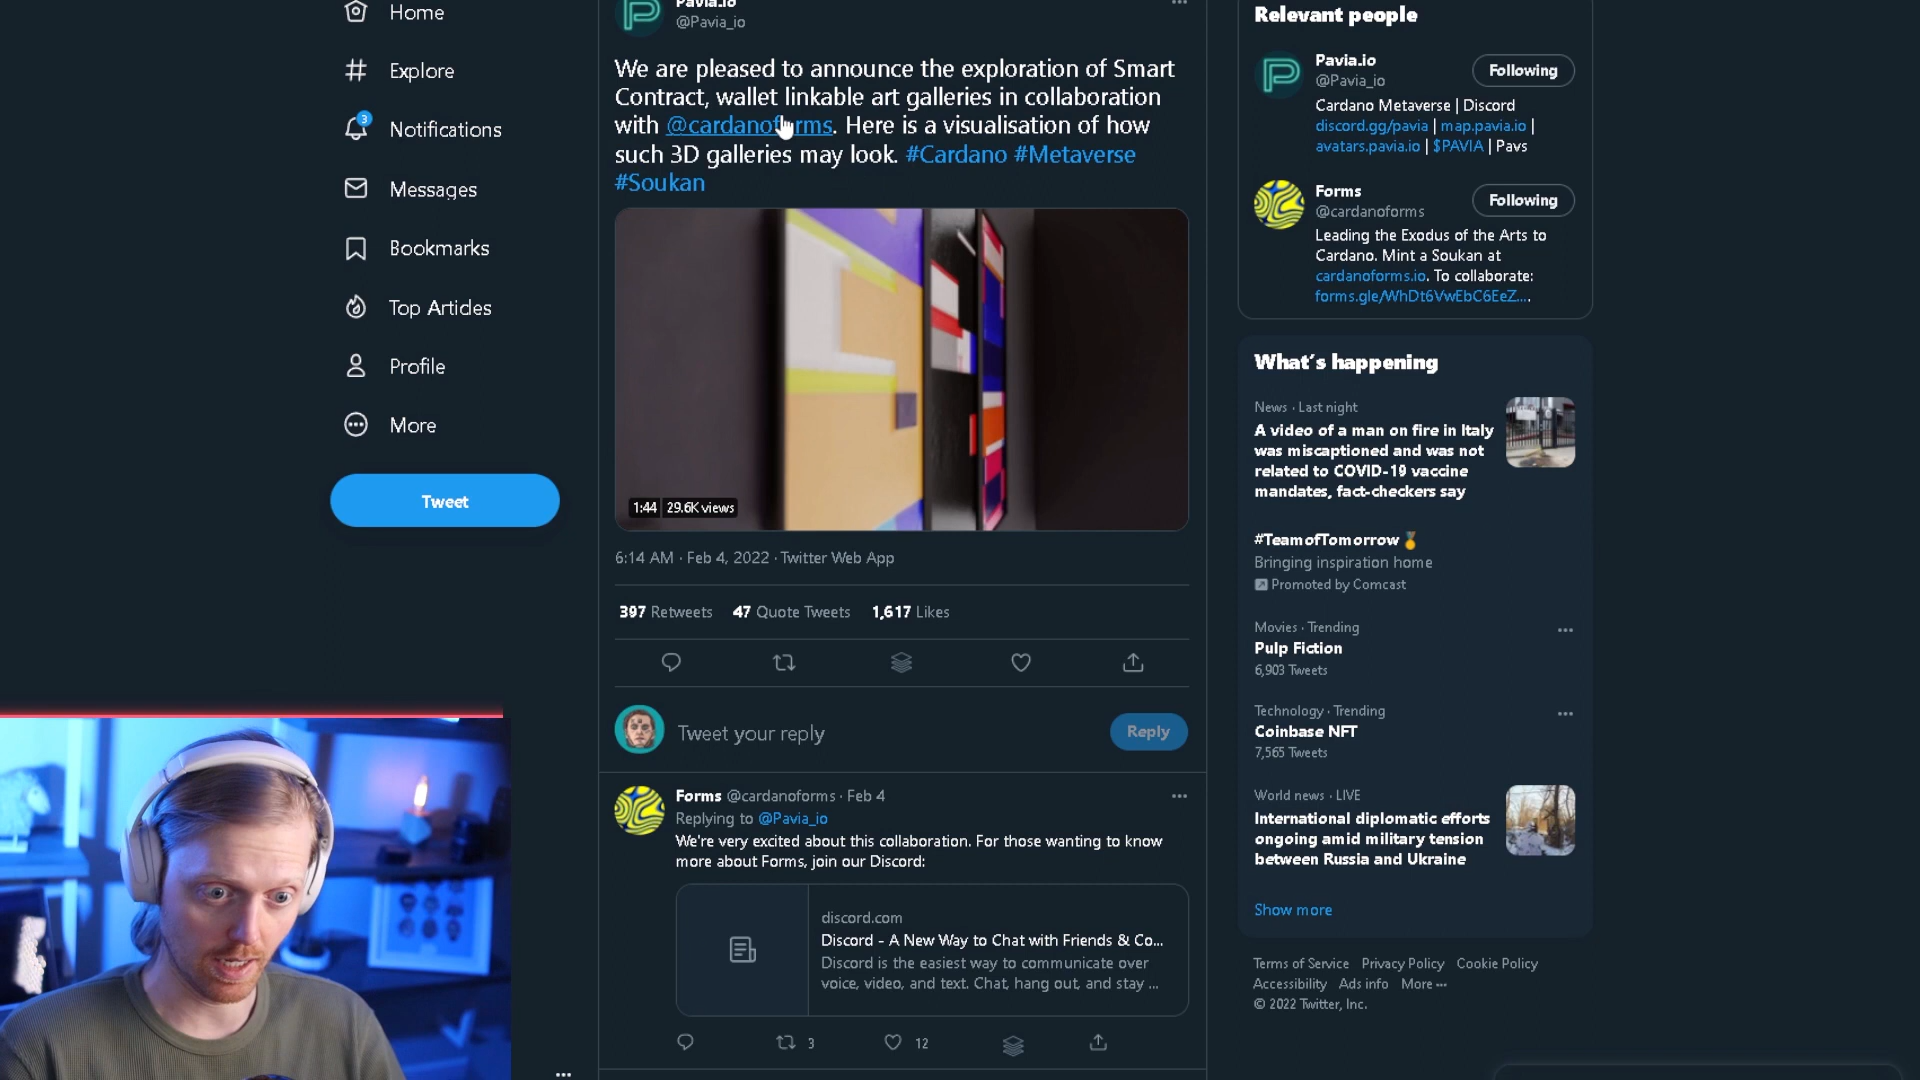 Home
Explore
3
Notifications
Messages
Bookmarks
Top Articles
Profile
More
Tweet
Pavia.io
@Pavia_io
We are pleased to announce the exploration of Smart
Contract, wallet linkable art galleries in collaboration
with @cardanoforms. Here is a visualisation of how
such 3D galleries may look. #Cardano #Metaverse
#Soukan
1:44 29.6K views
6:14 AM · Feb 4, 2022 · Twitter Web App
397 Retweets 47 Quote Tweets 1,617 Likes
Tweet your reply
Reply
Forms @cardanoforms · Feb 4
Replying to @Pavia_io
We're very excited about this collaboration. For those wanting to know
more about Forms, join our Discord:
discord.com
Discord - A New Way to Chat with Friends & Co...
Discord is the easiest way to communicate over
voice, video, and text. Chat, hang out, and stay ...
3 12
Relevant people
Pavia.io
@Pavia_io
Following
Cardano Metaverse | Discord
discord.gg/pavia | map.pavia.io |
avatars.pavia.io | $PAVIA | Pavs
Forms
@cardanoforms
Following
Leading the Exodus of the Arts to
Cardano. Mint a Soukan at
cardanoforms.io. To collaborate:
forms.gle/WhDt6VwEbC6EeZ....
What's happening
News · Last night
A video of a man on fire in Italy
was miscaptioned and was not
related to COVID-19 vaccine
mandates, fact-checkers say
#TeamofTomorrow
Bringing inspiration home
Promoted by Comcast
Movies · Trending
Pulp Fiction
6,903 Tweets
Technology · Trending
Coinbase NFT
7,565 Tweets
World news · LIVE
International diplomatic efforts
ongoing amid military tension
between Russia and Ukraine
Show more
Terms of Service Privacy Policy Cookie Policy
Accessibility Ads info More ···
© 2022 Twitter, Inc.